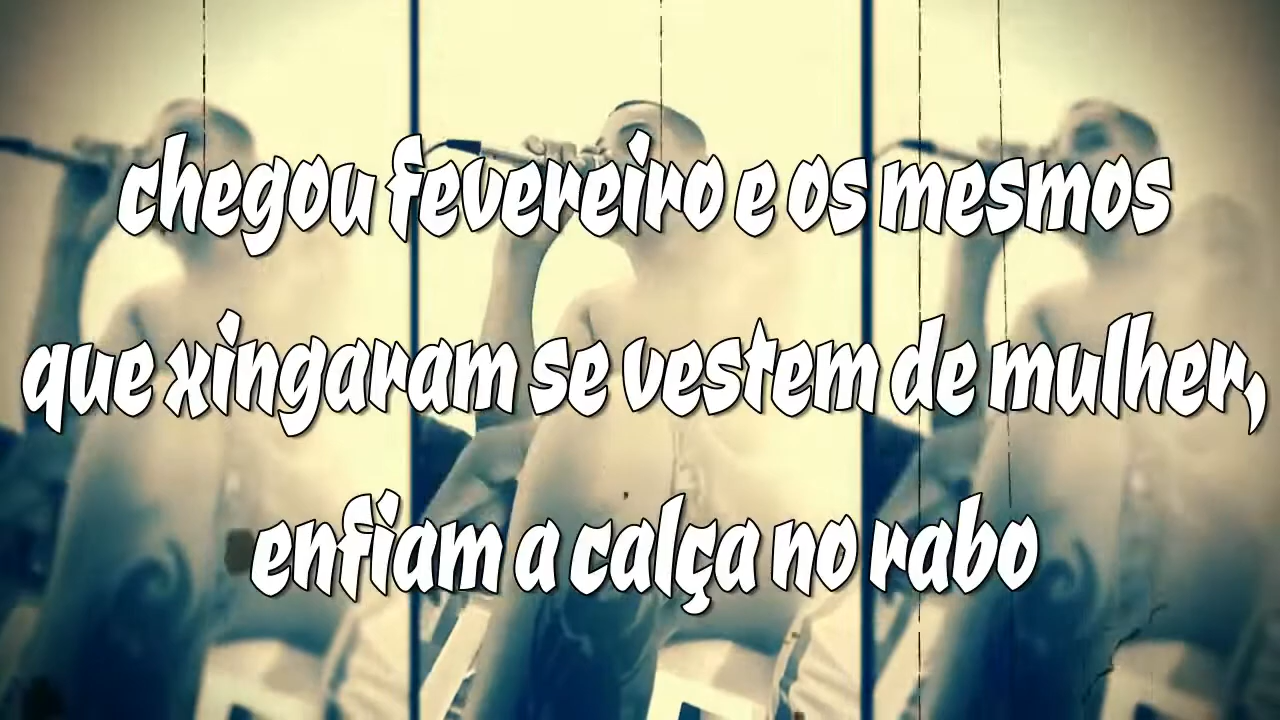 chegou fevereiro e os mesmos
que xingaram se vestem de mulher,
enfiam a calça no rabo